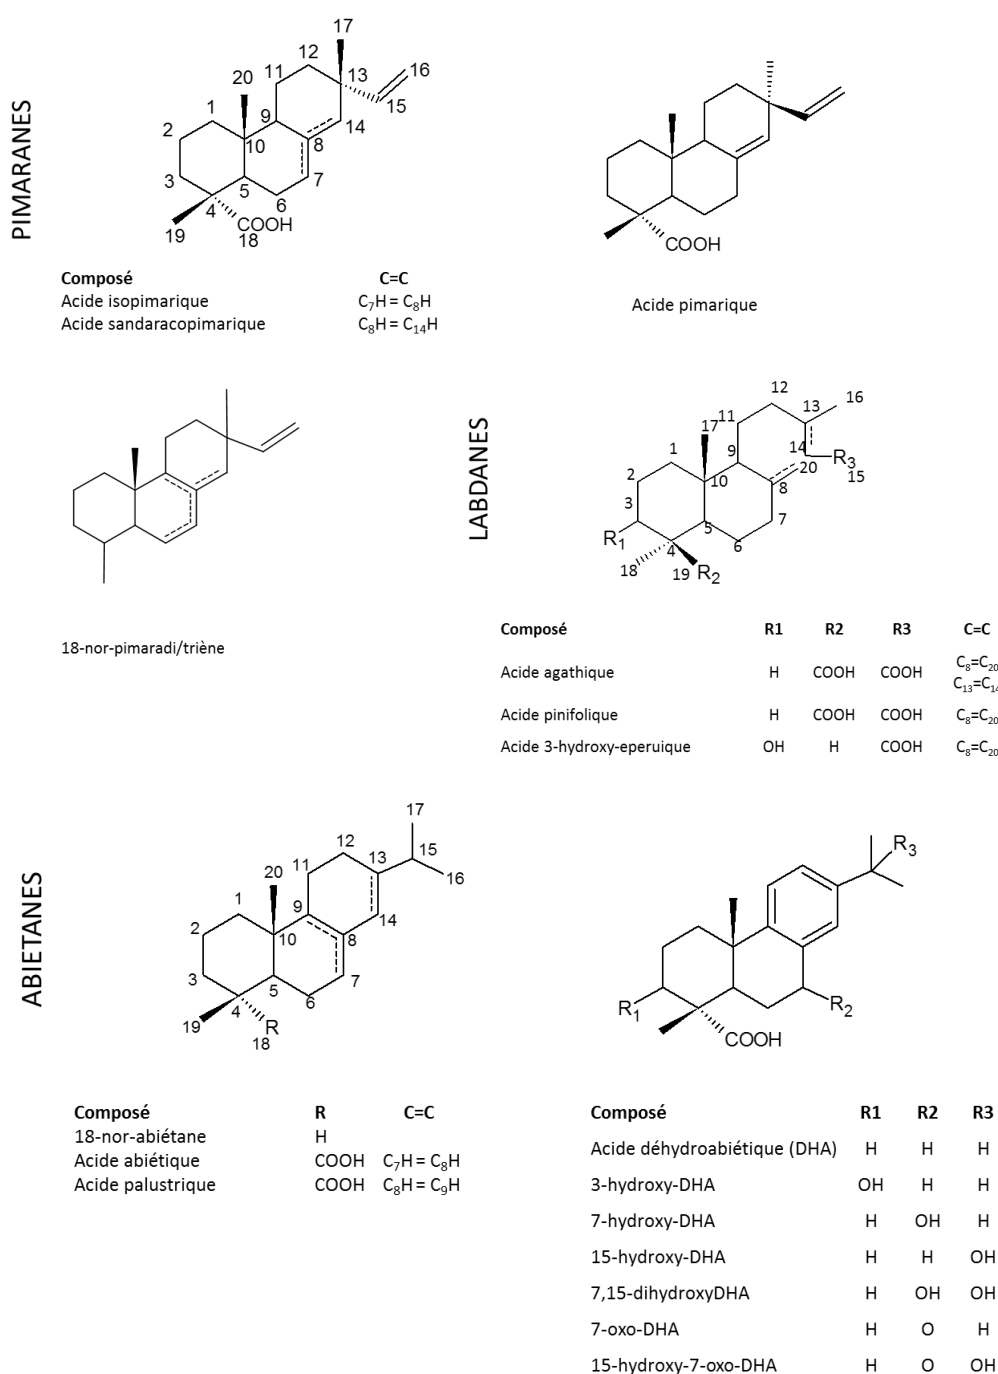 PIMARANES
17
12
11
13
16
20
15
1
9
14
2
10
8
3
5
7
6
4
COOH
19
18
COOH
Composé C=C
Acide isopimarique C₇H = C₈H
Acide sandaracopimarique C₈H = C₁₄H
Acide pimarique
18-nor-pimaradi/triène
LABDANES
12
16
13
11
17
14
1
9
20 R₃
2
10
15
8
3
7
R₁
5
6
4
18
19 R₂
Composé R1 R2 R3 C=C
Acide agathique H COOH COOH C₈=C₂₀
C₁₃=C₁₄
Acide pinifolique H COOH COOH C₈=C₂₀
Acide 3-hydroxy-eperuique OH H COOH C₈=C₂₀
ABIETANES
17
12
13
15
11
16
20
1
9
14
2
10
8
3
5
7
6
4
19
R
18
R₃
R₁
R₂
COOH
Composé R C=C
18-nor-abiétane H
Acide abiétique COOH C₇H = C₈H
Acide palustrique COOH C₈H = C₉H
Composé R1 R2 R3
Acide déhydroabiétique (DHA) H H H
3-hydroxy-DHA OH H H
7-hydroxy-DHA H OH H
15-hydroxy-DHA H H OH
7,15-dihydroxyDHA H OH OH
7-oxo-DHA H O H
15-hydroxy-7-oxo-DHA H O OH